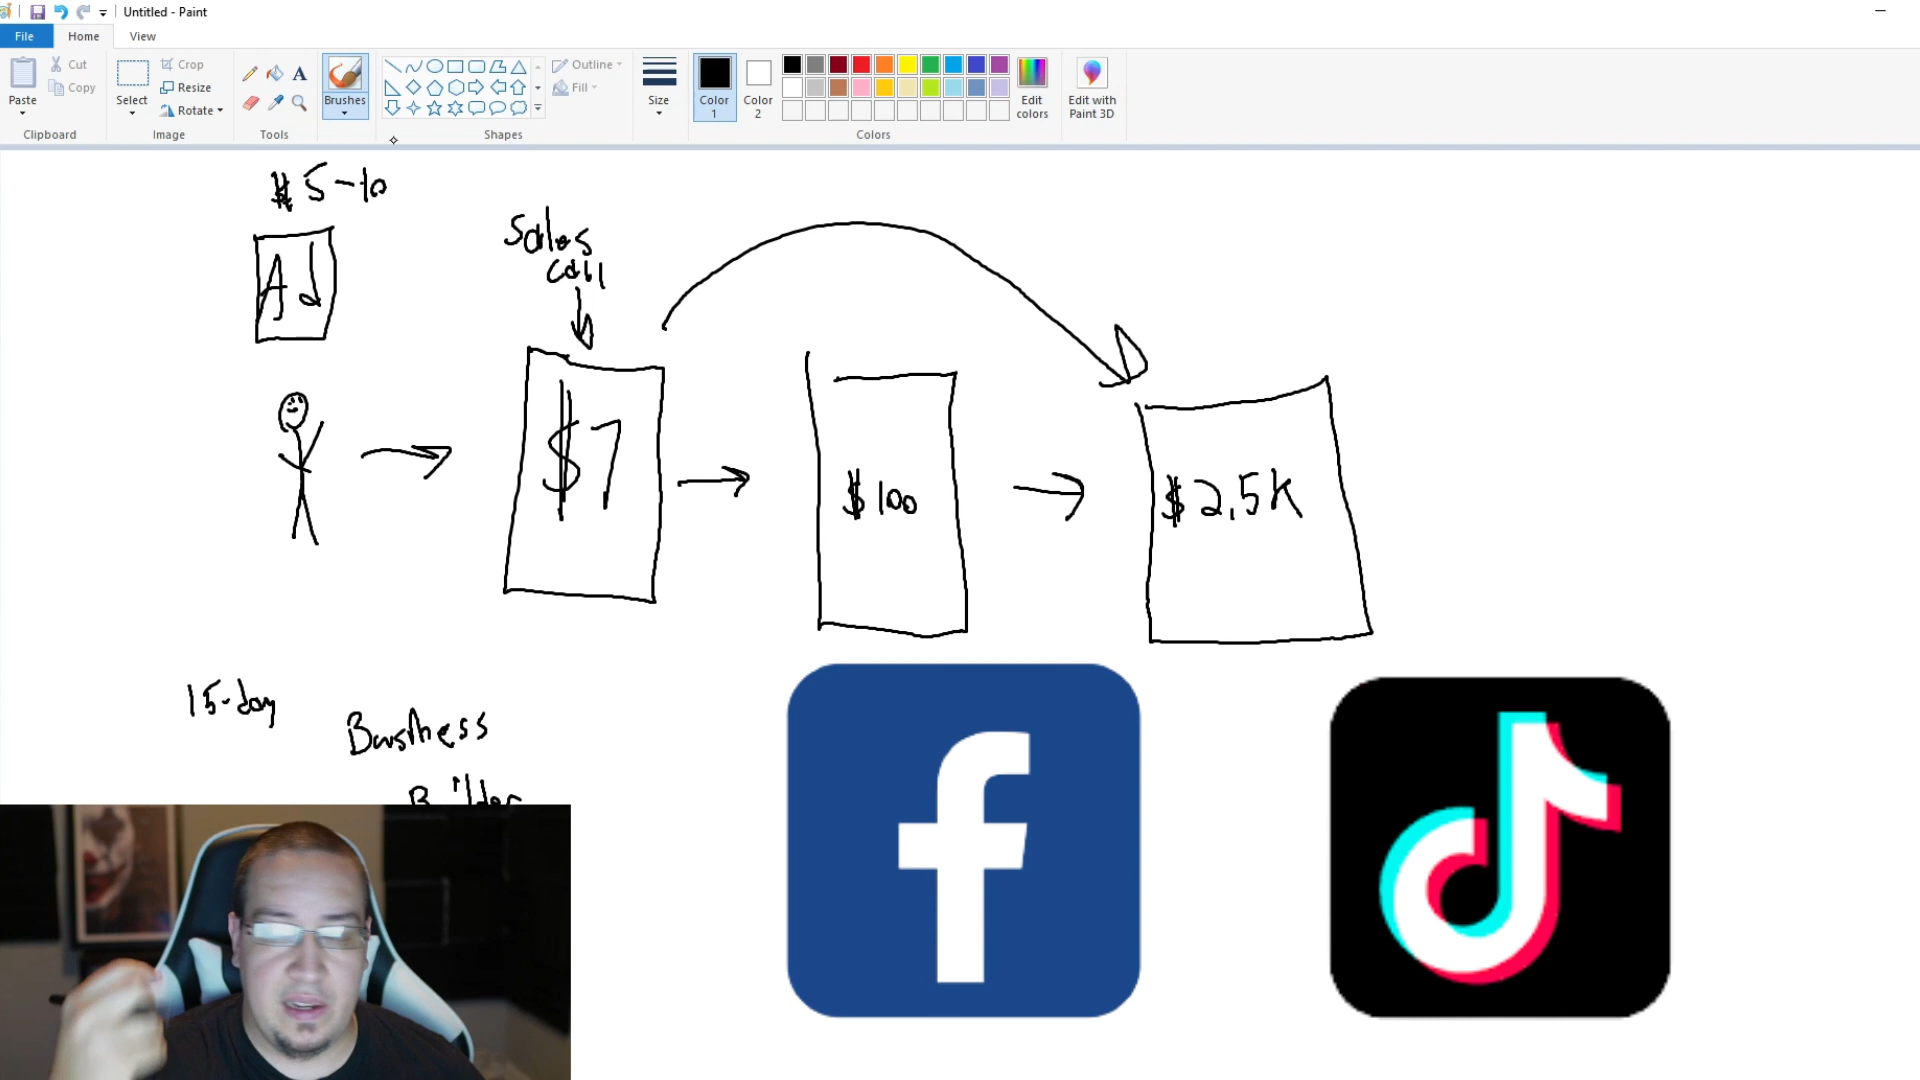 Untitled - Paint
File
Home
View
Paste
Cut
Copy
Clipboard
Select
Crop
Resize
Rotate
Image
A
Tools
Brushes
Outline
Fill
Shapes
Size
Color
1
Color
2
Colors
Edit
colors
Edit with
Paint 3D
$5-10
Ad
Sales
call
$7
$100
$2.5K
15-day
Business
Builder